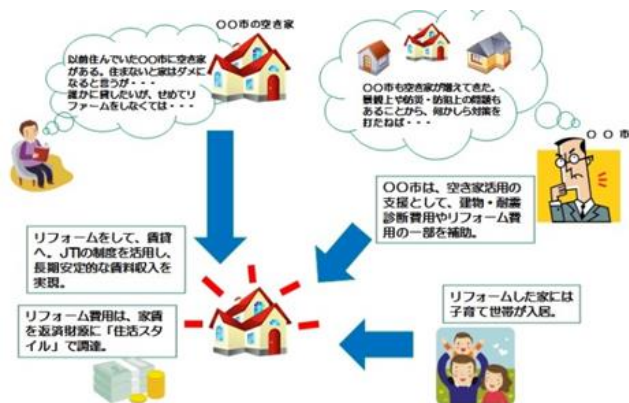 〇〇市の空き家
以前住んでいた〇〇市に空き家
がある。住まないと家はダメに
なると言うが・・・
誰かに貸したいが、せめてリ
ファームをしなくては・・・
〇〇市も空き家が増えてきた。
景観上や防災・防犯上の問題も
あることから、何かしら対策を
打たねば・・・
〇 〇 市
〇〇市は、空き家活用の
支援として、建物・耐震
診断費用やリフォーム費
用の一部を補助。
リフォームをして、賃貸
へ。JTIの制度を活用し、
長期安定的な賃料収入を
実現。
リフォーム費用は、家賃
を返済財源に「住活スタ
イル」で調達。
リフォームした家には
子育て世帯が入居。